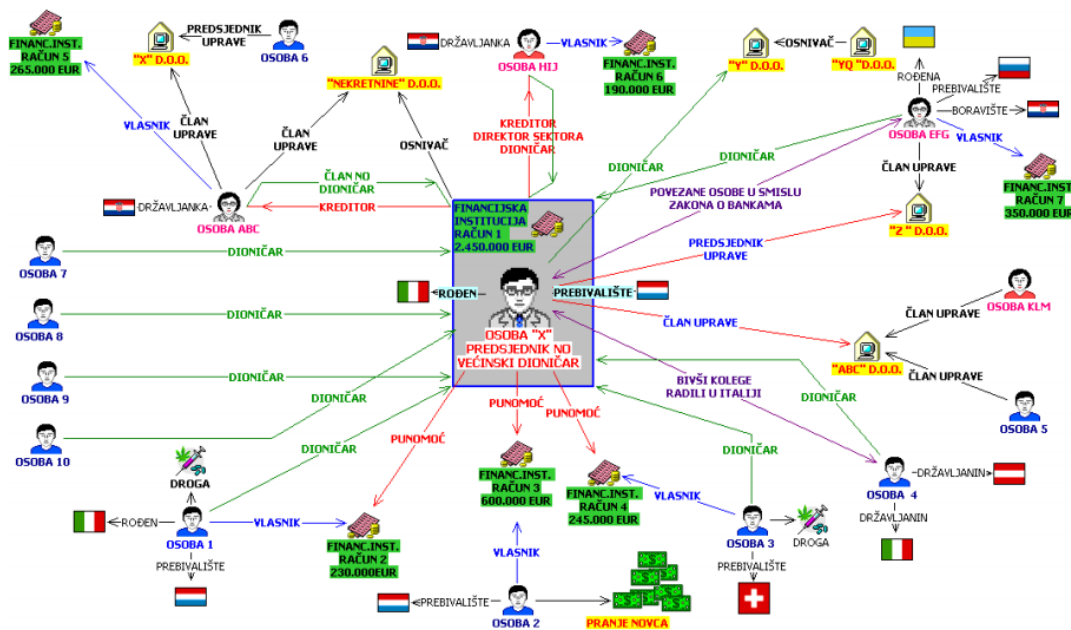 FINANC.INST.
RAČUN 5
265.000 EUR
"X" D.O.O.
PREDSJEDNIK
UPRAVE
OSOBA 6
"NEKRETNINE" D.O.O.
DRŽAVLJANKA
OSOBA HIJ
VLASNIK
FINANC.INST.
RAČUN 6
190.000 EUR
"Y" D.O.O.
OSNIVAČ
"YQ "D.O.O.
ROĐENA
PREBIVALIŠTE
BORAVIŠTE
OSOBA EFG
VLASNIK
FINANC.INST.
RAČUN 7
350.000 EUR
VLASNIK
ČLAN
UPRAVE
ČLAN
UPRAVE
OSNIVAČ
KREDITOR
DIREKTOR SEKTORA
DIONIČAR
DIONIČAR
DIONIČAR
ČLAN UPRAVE
ČLAN NO
DIONIČAR
KREDITOR
DRŽAVLJANKA
OSOBA ABC
POVEZANE OSOBE U SMISLU
ZAKONA O BANKAMA
"Z" D.O.O.
FINANCIJSKA
INSTITUCIJA
RAČUN 1
2.450.000 EUR
PREDSJEDNIK
UPRAVE
OSOBA 7
DIONIČAR
ROĐEN
PREBIVALIŠTE
OSOBA KLM
OSOBA 8
DIONIČAR
OSOBA "X"
PREDSJEDNIK NO
VEĆINSKI DIONIČAR
ČLAN UPRAVE
ČLAN UPRAVE
"ABC" D.O.O.
ČLAN UPRAVE
OSOBA 9
DIONIČAR
BIVŠI KOLEGE
RADILI U ITALIJI
DIONIČAR
OSOBA 5
OSOBA 10
DIONIČAR
PUNOMOĆ
PUNOMOĆ
PUNOMOĆ
DIONIČAR
DIONIČAR
DROGA
FINANC.INST.
RAČUN 3
600.000 EUR
FINANC.INST.
RAČUN 4
245.000 EUR
OSOBA 4
DRŽAVLJANIN
DRŽAVLJANIN
ROĐEN
OSOBA 1
VLASNIK
FINANC.INST.
RAČUN 2
230.000EUR
VLASNIK
OSOBA 3
DROGA
PREBIVALIŠTE
VLASNIK
PREBIVALIŠTE
PREBIVALIŠTE
OSOBA 2
PRANJE NOVCA